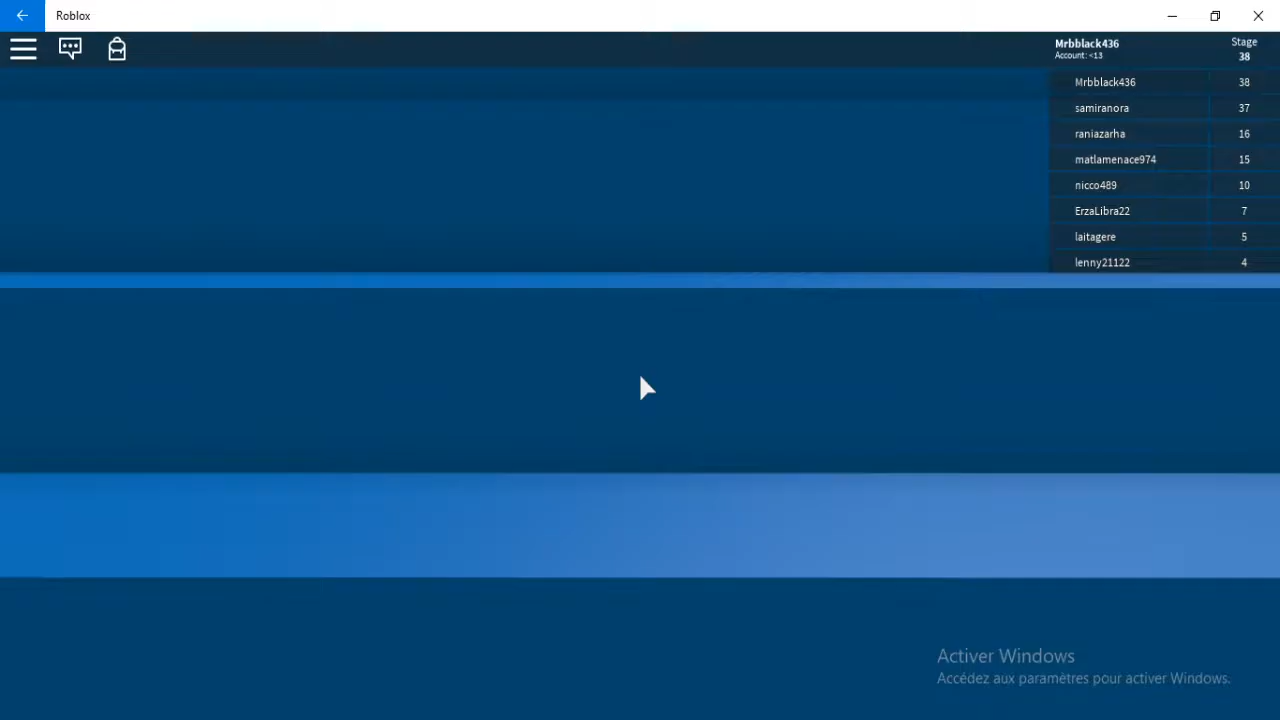 Roblox
Mrbblack436
Account: <13
Stage
38
Mrbblack436 38
samiranora 37
raniazarha 16
matlamenace974 15
nicco489 10
ErzaLibra22 7
laitagere 5
lenny21122 4
Activer Windows
Accédez aux paramètres pour activer Windows.